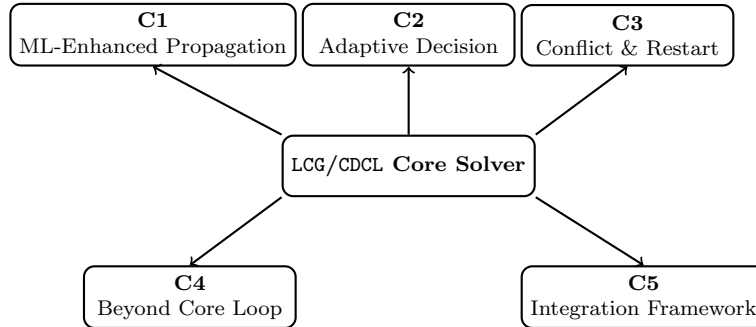 C1
ML-Enhanced Propagation
C2
Adaptive Decision
C3
Conflict & Restart
LCG/CDCL Core Solver
C4
Beyond Core Loop
C5
Integration Framework